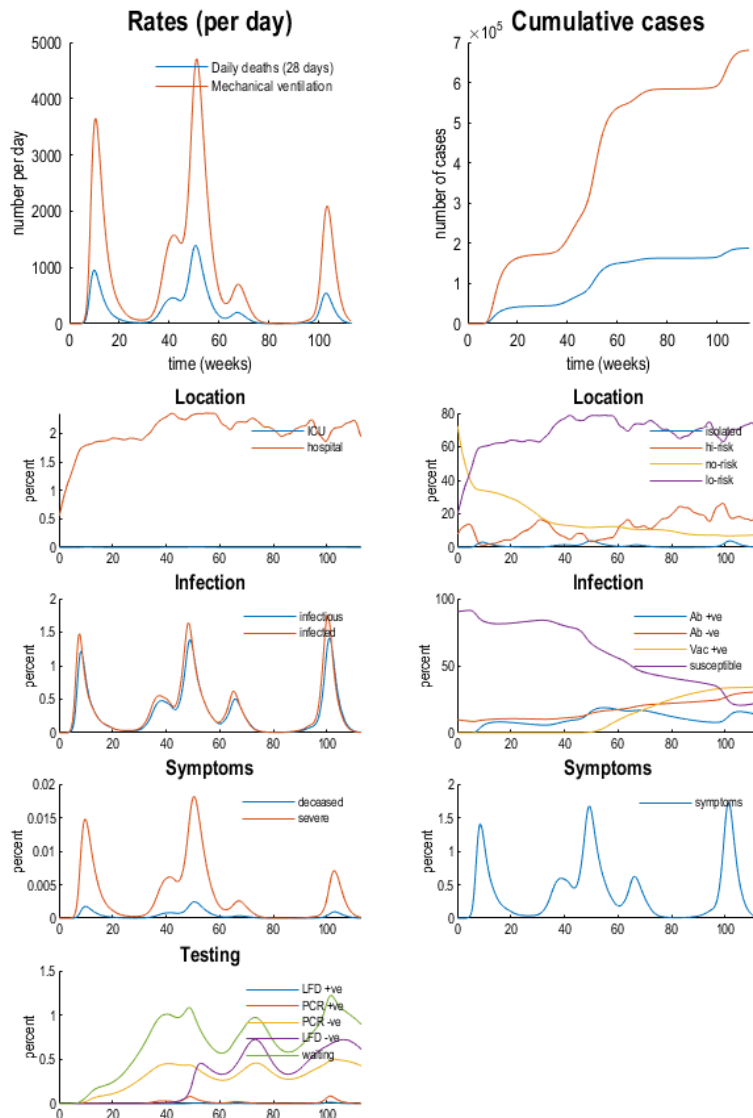 Rates (per day)
Cumulative cases
5000
4000
3000
2000
1000
0
number per day
Daily deaths (28 days)
Mechanical ventilation
0 20 40 60 80 100
time (weeks)
×10^5
7
6
5
4
3
2
1
0
number of cases
0 20 40 60 80 100
time (weeks)
Location
2
1.5
1
0.5
0
percent
ICU
hospital
0 20 40 60 80 100
Location
80
60
40
20
0
percent
isolated
hi-risk
no-risk
lo-risk
0 20 40 60 80 100
Infection
2
1.5
1
0.5
0
percent
infectious
infected
0 20 40 60 80 100
Infection
100
50
0
percent
Ab +ve
Ab -ve
Vac +ve
susceptible
0 20 40 60 80 100
Symptoms
0.02
0.015
0.01
0.005
0
percent
deceased
severe
0 20 40 60 80 100
Symptoms
2
1.5
1
0.5
0
percent
symptoms
0 20 40 60 80 100
Testing
1.5
1
0.5
0
percent
LFD +ve
PCR +ve
PCR -ve
LFD -ve
waiting
0 20 40 60 80 100